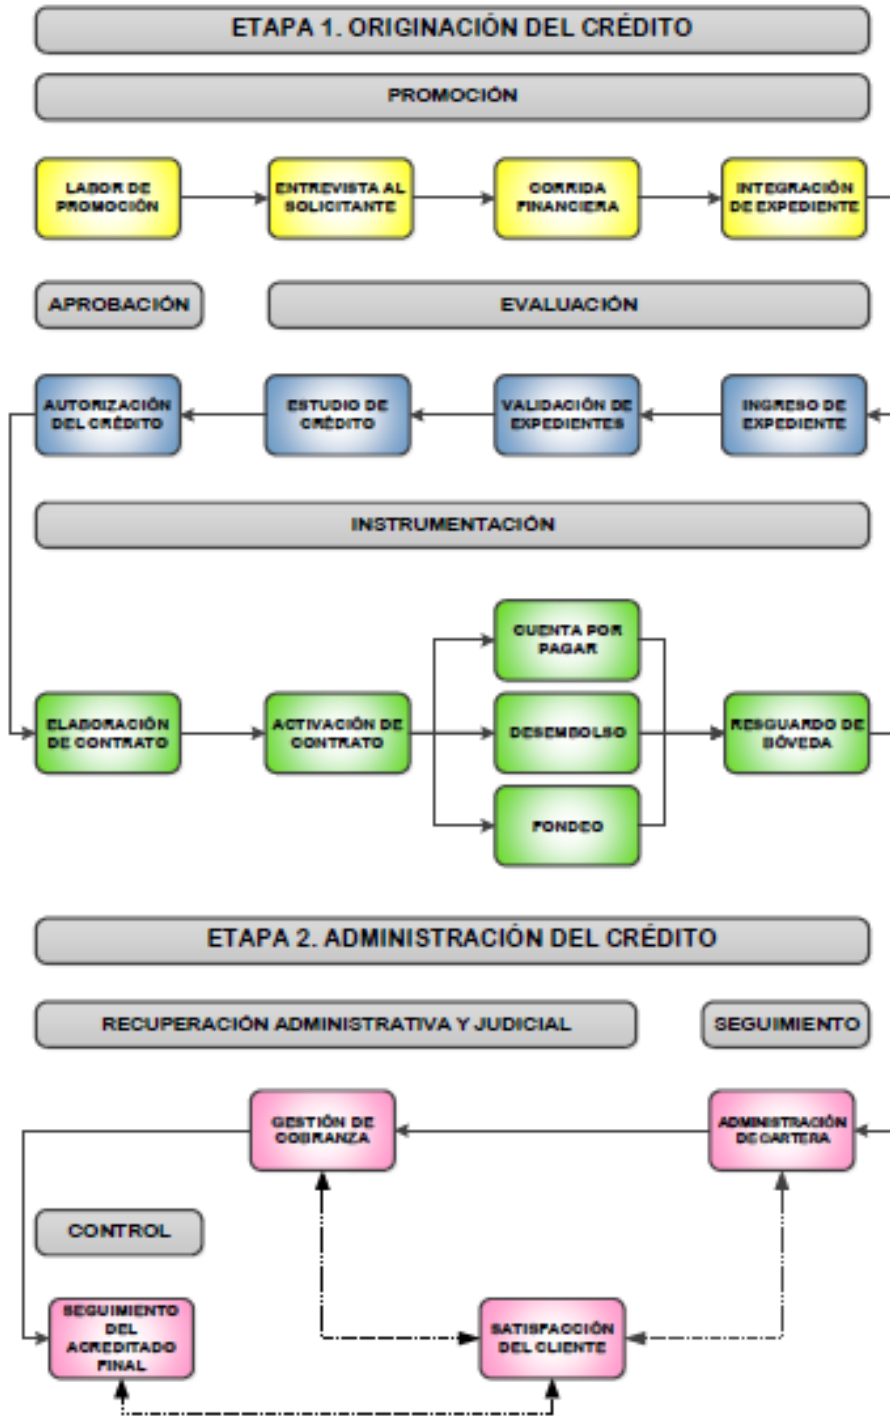 ETAPA 1. ORIGINACIÓN DEL CRÉDITO
PROMOCIÓN
LABOR DE
PROMOCIÓN
ENTREVISTA AL
SOLICITANTE
CORRIDA
FINANCIERA
INTEGRACIÓN
DE EXPEDIENTE
APROBACIÓN
EVALUACIÓN
AUTORIZACIÓN
DEL CRÉDITO
ESTUDIO DE
CRÉDITO
VALIDACIÓN DE
EXPEDIENTES
INGRESO DE
EXPEDIENTE
INSTRUMENTACIÓN
CUENTA POR
PAGAR
ELABORACIÓN
DE CONTRATO
ACTIVACIÓN DE
CONTRATO
DESEMBOLSO
RESGUARDO DE
BÓVEDA
FONDEO
ETAPA 2. ADMINISTRACIÓN DEL CRÉDITO
RECUPERACIÓN ADMINISTRATIVA Y JUDICIAL
SEGUIMIENTO
GESTIÓN DE
COBRANZA
ADMINISTRACIÓN
DE CARTERA
CONTROL
SEGUIMIENTO
DEL
ACREDITADO
FINAL
SATISFACCIÓN
DEL CLIENTE